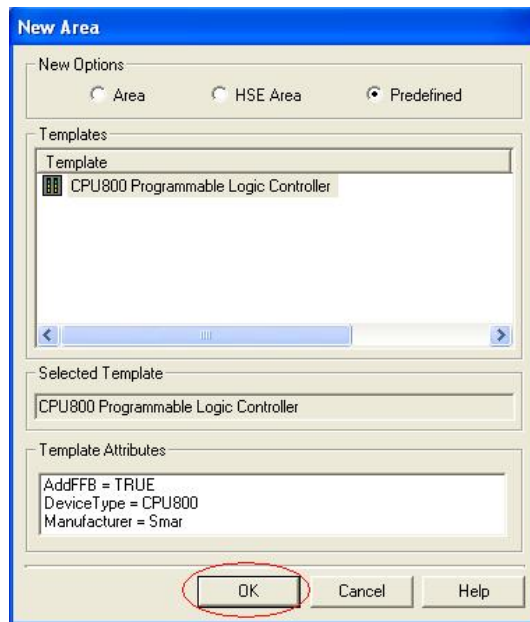 New Area
New Options
Area HSE Area Predefined
Templates
Template
CPU800 Programmable Logic Controller
Selected Template
CPU800 Programmable Logic Controller
Template Attributes
AddFFB = TRUE
DeviceType = CPU800
Manufacturer = Smar
OK Cancel Help